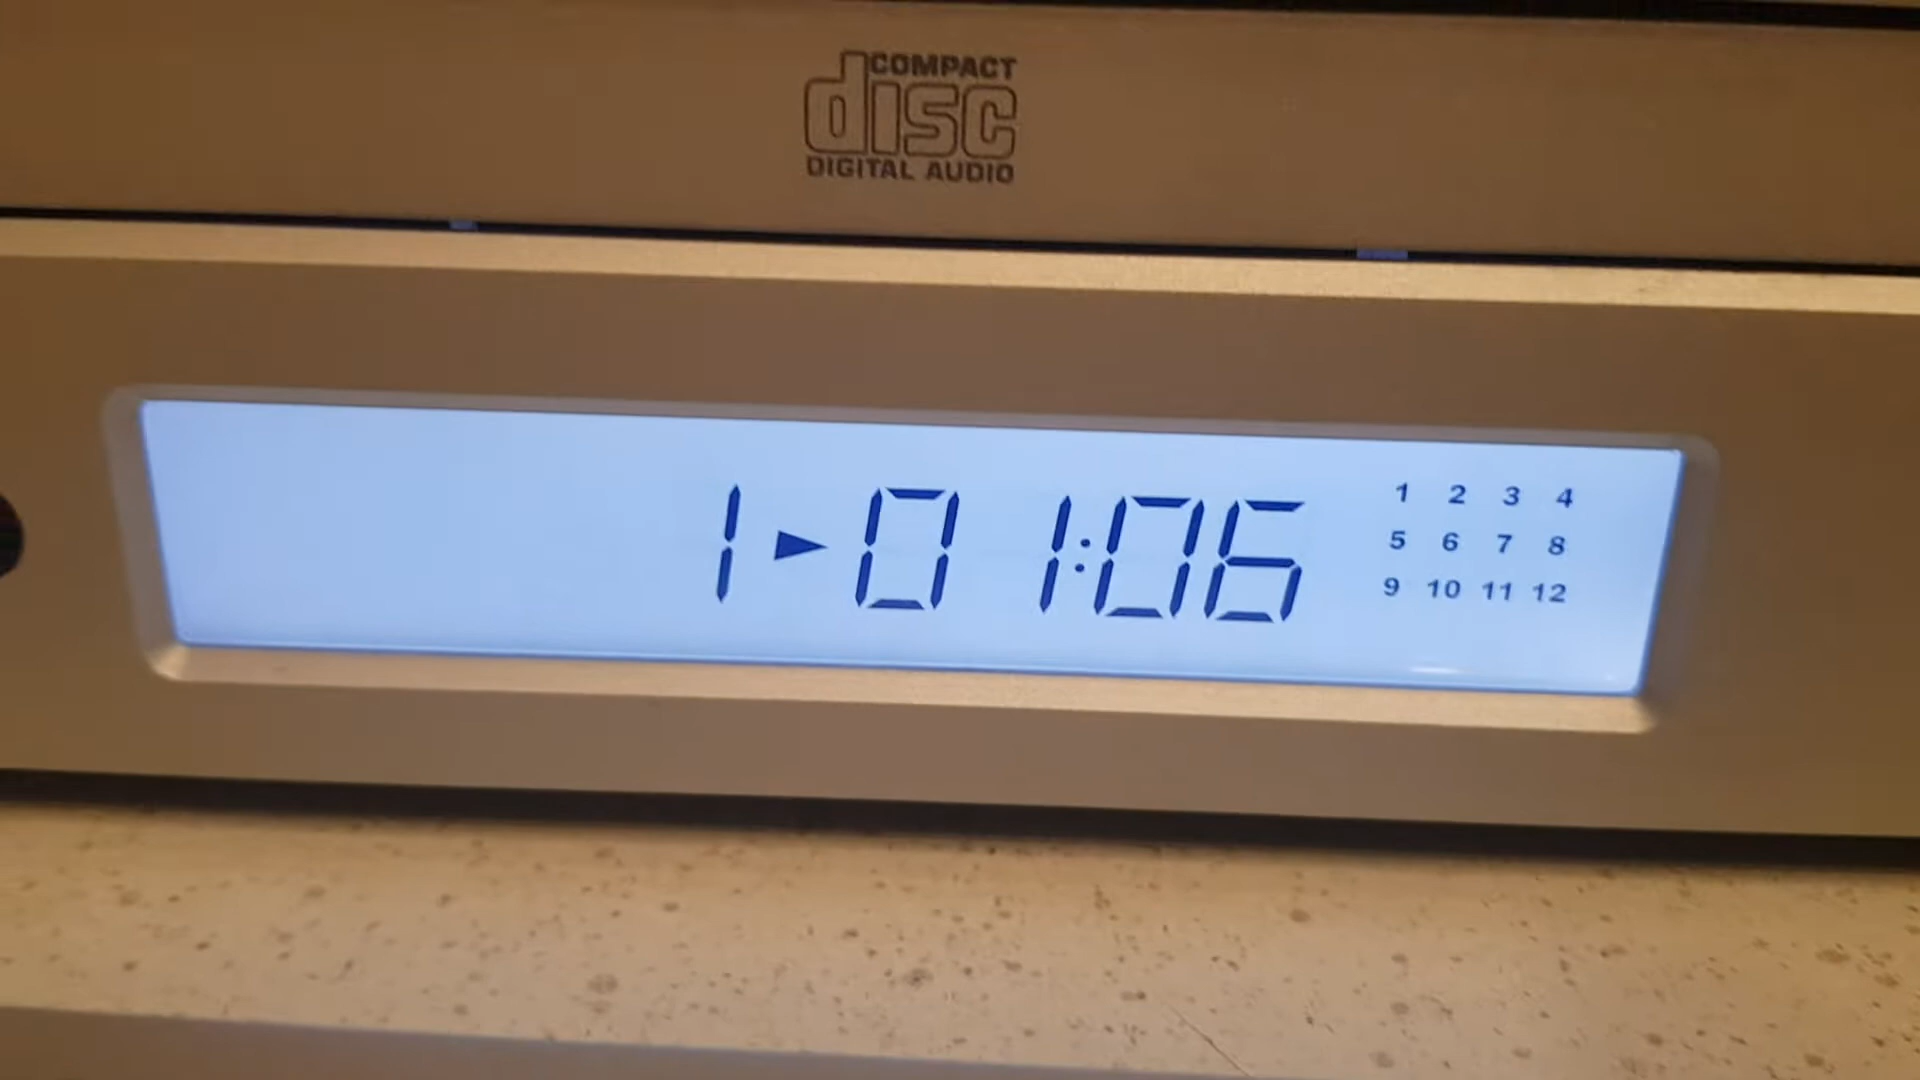 COMPACT
disc
DIGITAL AUDIO
1 ► 01:06
1 2 3 4
5 6 7 8
9 10 11 12